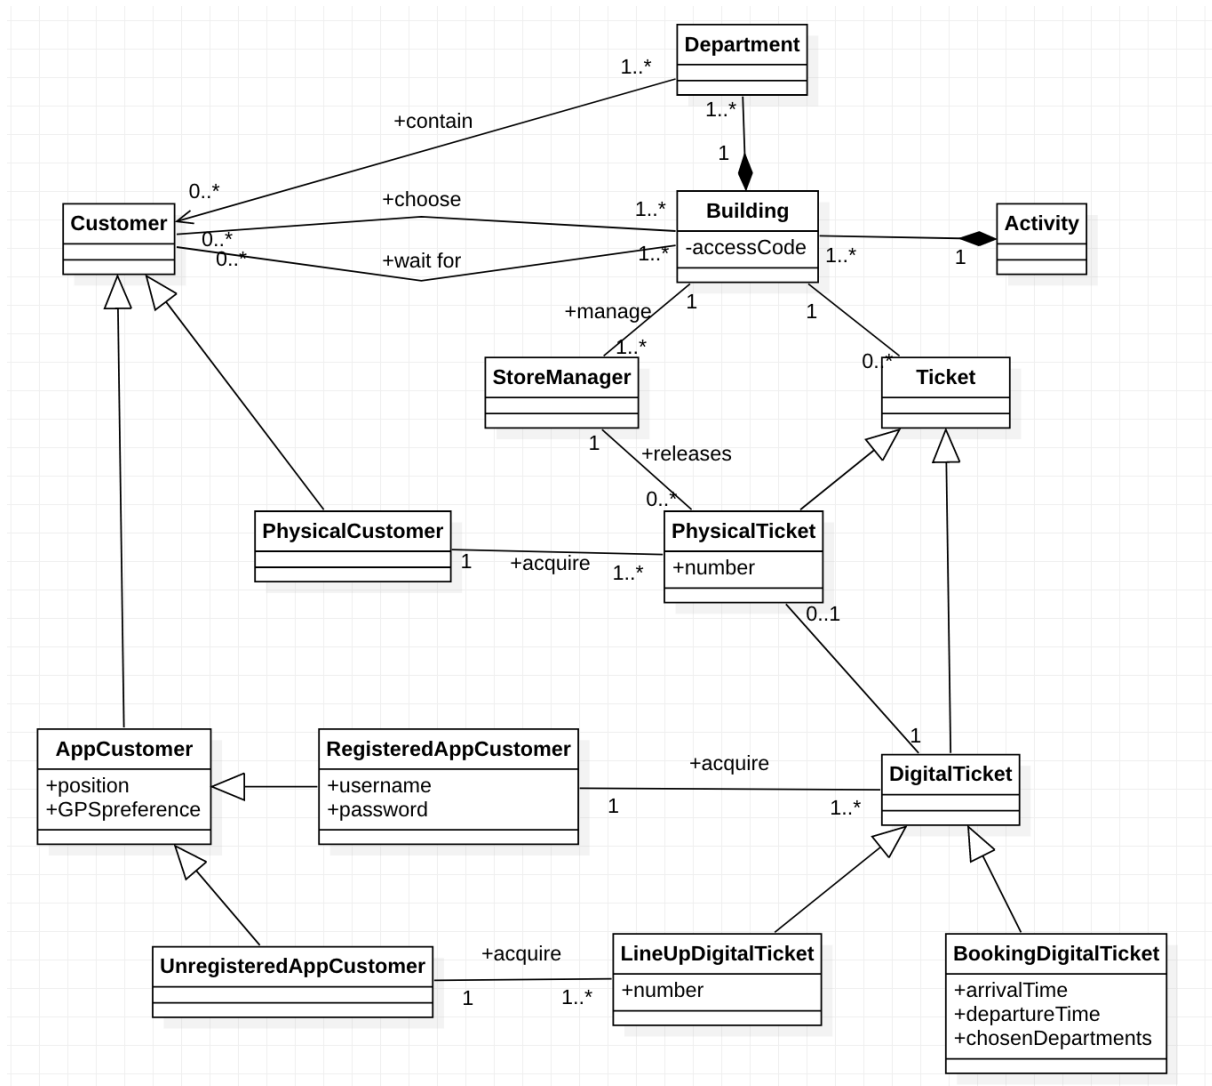 Department
1..*
1..*
+contain
1
0..*
+choose
1..*
Customer
Building
Activity
0..*
-accessCode
0..*
+wait for
1..*
1..*
1
+manage
1
1
1..*
0..*
StoreManager
Ticket
1
+releases
0..*
PhysicalCustomer
PhysicalTicket
1
+acquire
1..*
+number
0..1
1
AppCustomer
RegisteredAppCustomer
+acquire
DigitalTicket
+position
+username
+GPSpreference
+password
1
1..*
+acquire
LineUpDigitalTicket
BookingDigitalTicket
UnregisteredAppCustomer
1
1..*
+number
+arrivalTime
+departureTime
+chosenDepartments